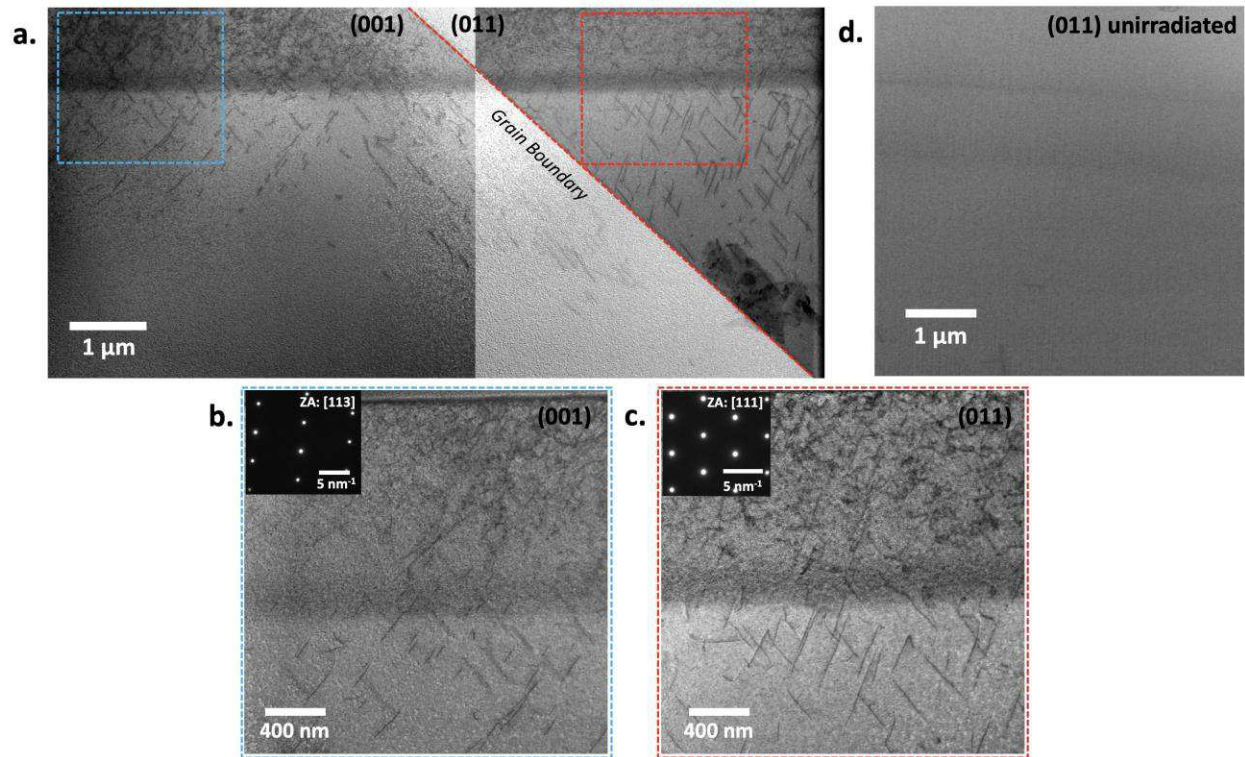 a.
(001)
(011)
Grain Boundary
1 μm
d.
(011) unirradiated
1 μm
b.
ZA: [113]
(001)
5 nm⁻¹
400 nm
c.
ZA: [111]
(011)
5 nm⁻¹
400 nm